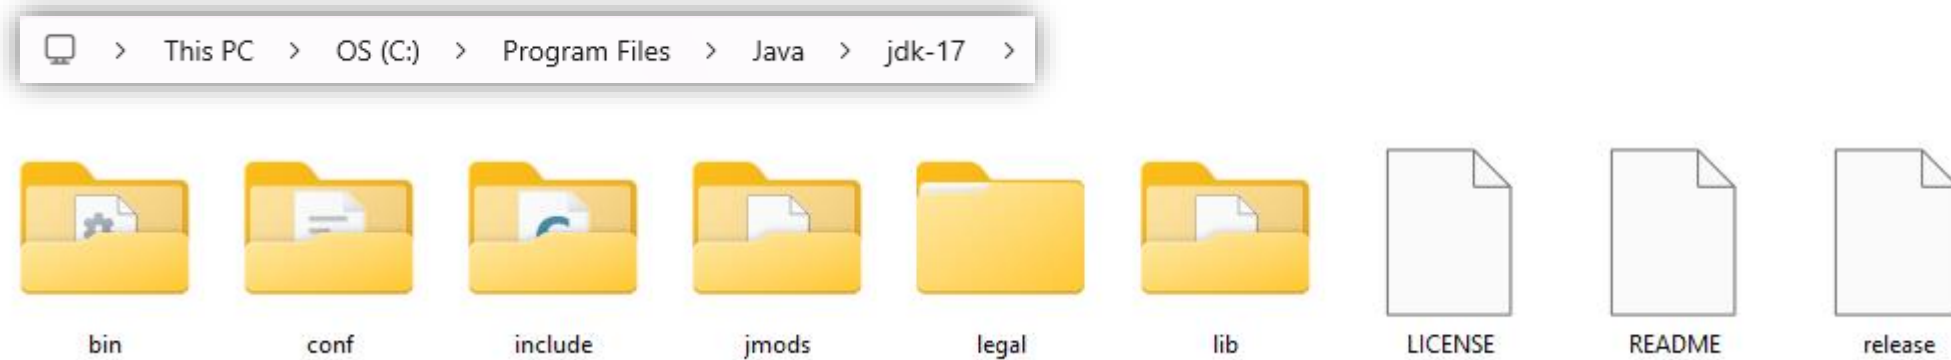 This PC > OS (C:) > Program Files > Java > jdk-17 >
bin conf include jmods legal lib LICENSE README release